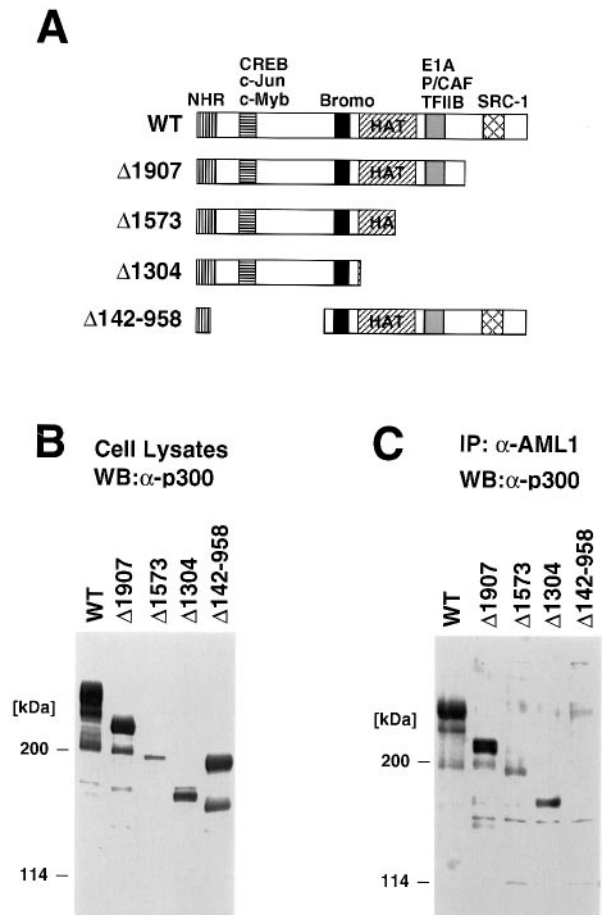 A
CREB
c-Jun
c-Myb
E1A
P/CAF
TFIIB
NHR
Bromo
SRC-1
WT
HAT
Δ1907
HAT
Δ1573
HA
Δ1304
Δ142-958
HAT
B
Cell Lysates
WB:α-p300
WT
Δ1907
Δ1573
Δ1304
Δ142-958
[kDa]
200
114
C
IP: α-AML1
WB:α-p300
WT
Δ1907
Δ1573
Δ1304
Δ142-958
[kDa]
200
114